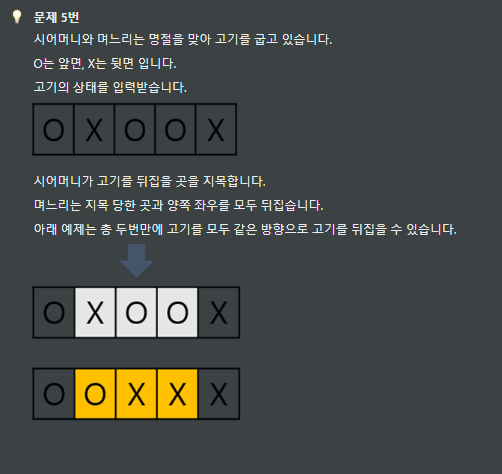 문제 5번
시어머니와 며느리는 명절을 맞아 고기를 굽고 있습니다.
O는 앞면, X는 뒷면 입니다.
고기의 상태를 입력받습니다.
O X O O X
시어머니가 고기를 뒤집을 곳을 지목합니다.
며느리는 지목 당한 곳과 양쪽 좌우를 모두 뒤집습니다.
아래 예제는 총 두번만에 고기를 모두 같은 방향으로 고기를 뒤집을 수 있습니다.
O X O O X
O O X X X